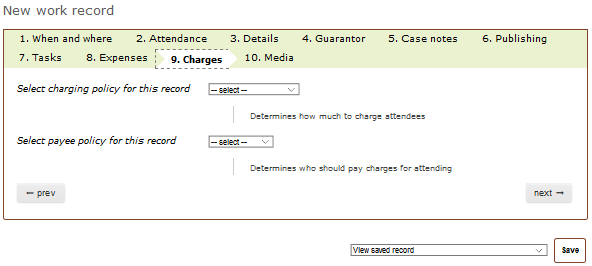 New work record
1. When and where 2. Attendance 3. Details 4. Guarantor 5. Case notes 6. Publishing
7. Tasks 8. Expenses 9. Charges 10. Media
Select charging policy for this record -- select --
Determines how much to charge attendees
Select payee policy for this record -- select --
Determines who should pay charges for attending
← prev next →
View saved record Save